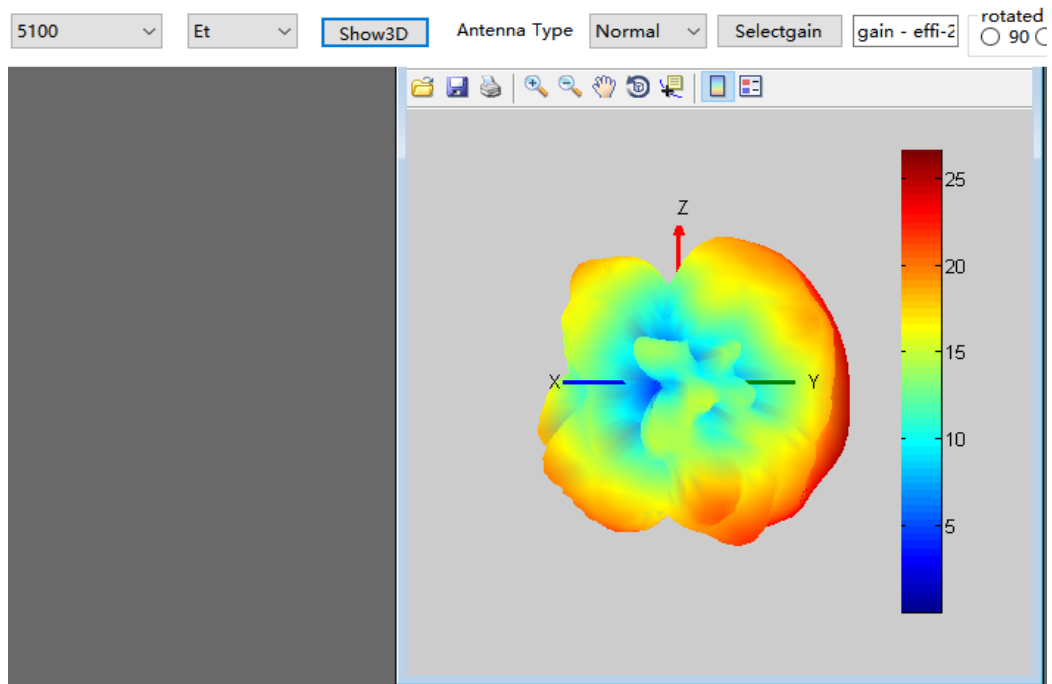 rotated
5100 Et Show3D Antenna Type Normal Selectgain gain - effi-2 90
Z
X Y
25
20
15
10
5